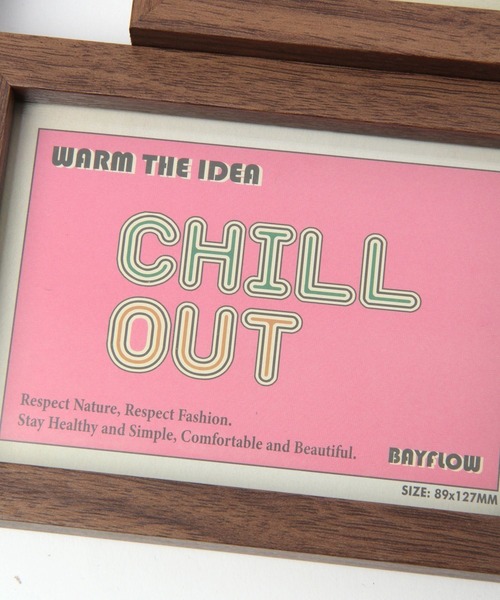 WARM THE IDEA
CHILL
OUT
Respect Nature, Respect Fashion.
Stay Healthy and Simple, Comfortable and Beautiful.
BAYFLOW
SIZE: 89x127MM